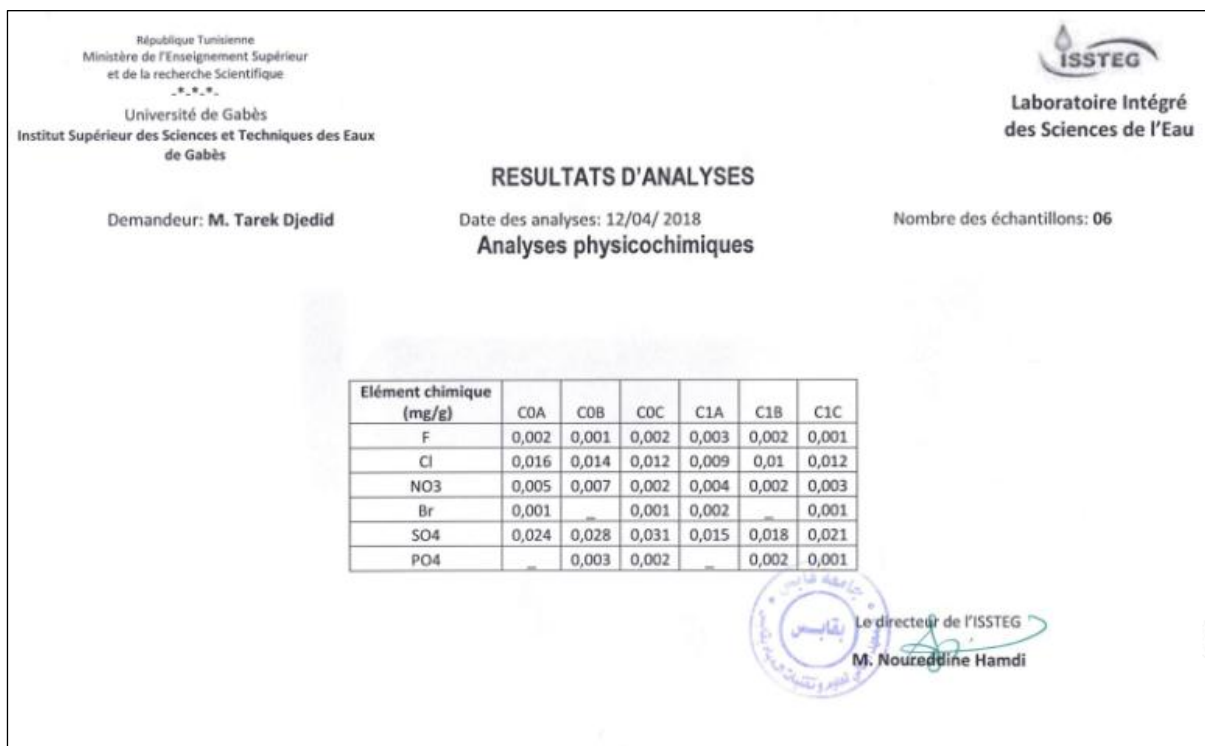 République Tunisienne
Ministère de l'Enseignement Supérieur
et de la recherche Scientifique
-*-*-*-
Université de Gabès
Institut Supérieur des Sciences et Techniques des Eaux
de Gabès
ISSTEG
Laboratoire Intégré
des Sciences de l'Eau
RESULTATS D'ANALYSES
Demandeur: M. Tarek Djedid
Date des analyses: 12/04/ 2018
Nombre des échantillons: 06
Analyses physicochimiques
Elément chimique
(mg/g) C0A C0B C0C C1A C1B C1C
F 0,002 0,001 0,002 0,003 0,002 0,001
Cl 0,016 0,014 0,012 0,009 0,01 0,012
NO3 0,005 0,007 0,002 0,004 0,002 0,003
Br 0,001 _ 0,001 0,002 _ 0,001
SO4 0,024 0,028 0,031 0,015 0,018 0,021
PO4 _ 0,003 0,002 _ 0,002 0,001
جامعة قابس
بقابس
Le directeur de l'ISSTEG
M. Noureddine Hamdi